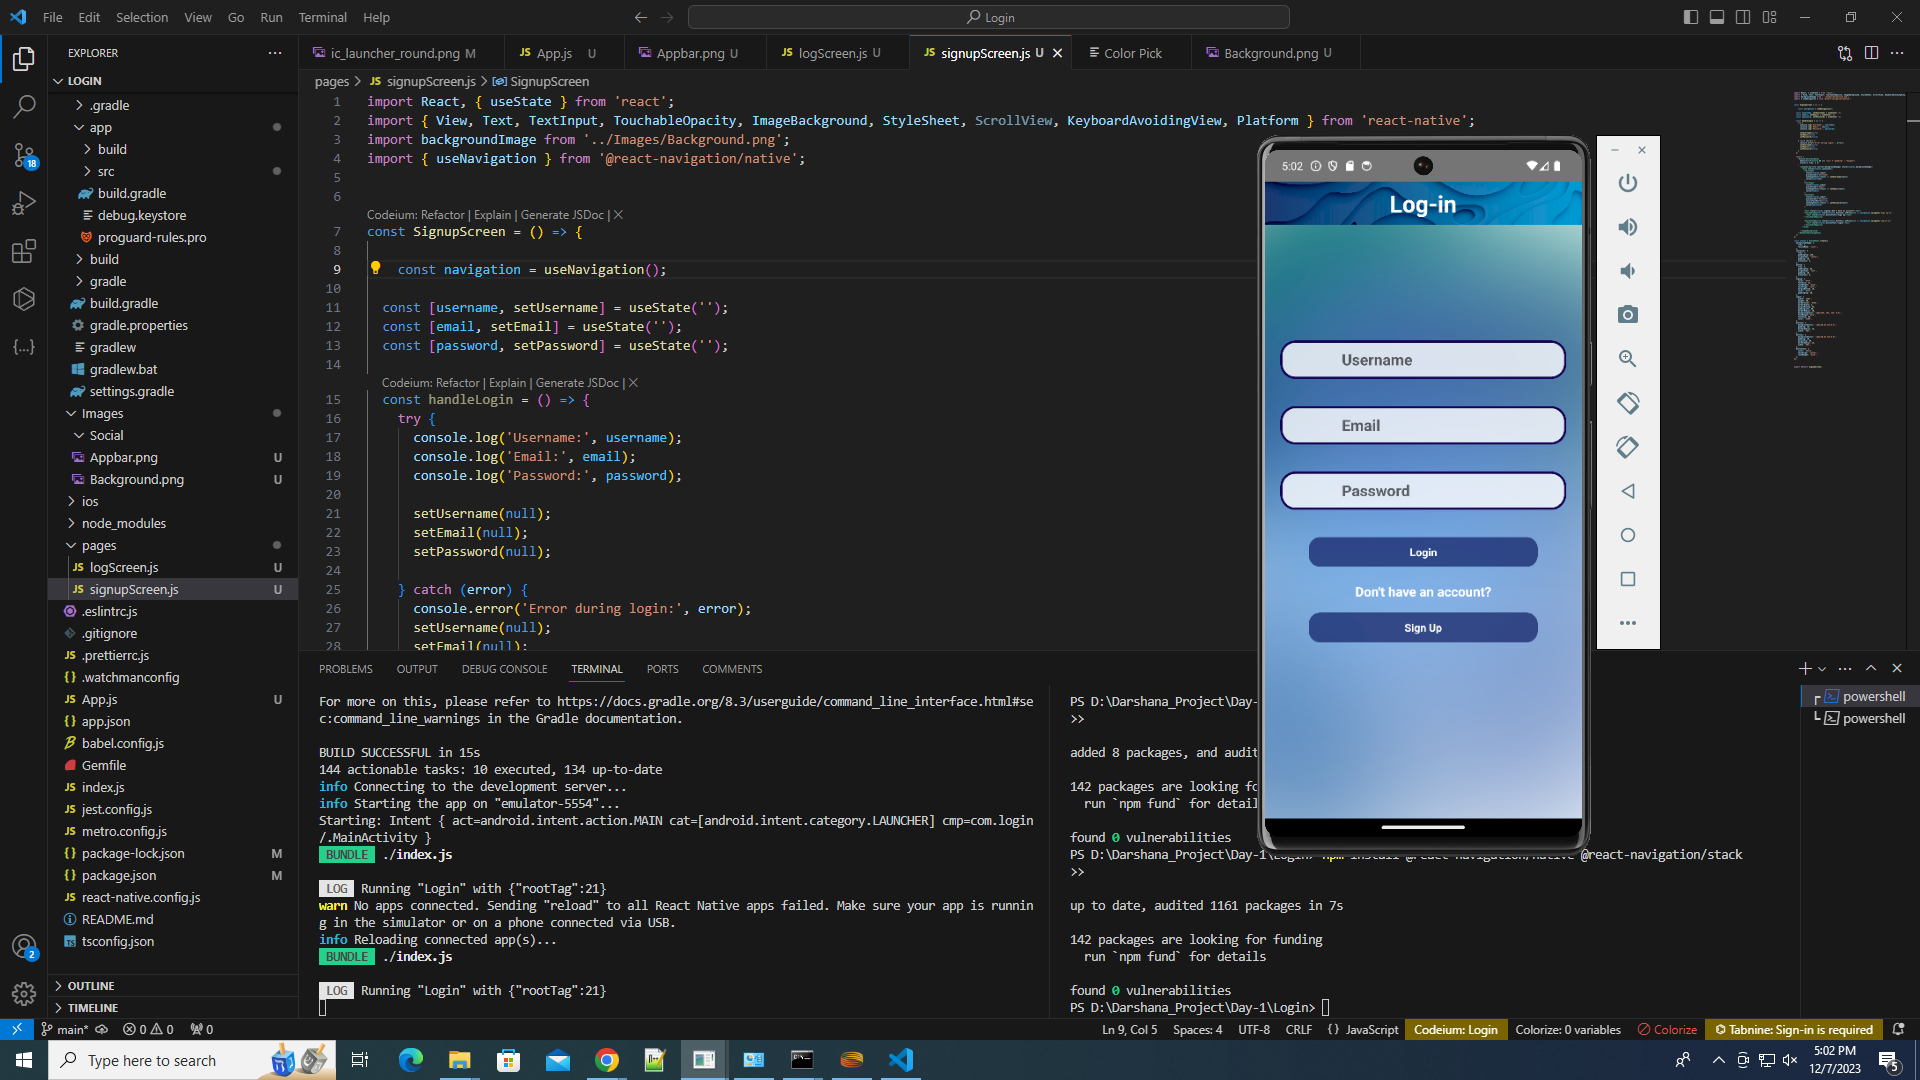 File Edit Selection View Go Run Terminal Help
Login
EXPLORER
LOGIN
.gradle
app
build
src
build.gradle
debug.keystore
proguard-rules.pro
build
gradle
build.gradle
gradle.properties
gradlew
gradlew.bat
settings.gradle
Images
Social
Appbar.png U
Background.png U
ios
node_modules
pages
logScreen.js U
signupScreen.js U
.eslintrc.js
.gitignore
.prettierrc.js
.watchmanconfig
App.js U
app.json
babel.config.js
Gemfile
index.js
jest.config.js
metro.config.js
package-lock.json M
package.json M
react-native.config.js
README.md
tsconfig.json
OUTLINE
TIMELINE
18
2
ic_launcher_round.png M
App.js U
Appbar.png U
logScreen.js U
signupScreen.js U
Color Pick
Background.png U
pages > signupScreen.js > SignupScreen
1 import React, { useState } from 'react';
2 import { View, Text, TextInput, TouchableOpacity, ImageBackground, StyleSheet, ScrollView, KeyboardAvoidingView, Platform } from 'react-native';
3 import backgroundImage from '../Images/Background.png';
4 import { useNavigation } from '@react-navigation/native';
5
6
Codeium: Refactor | Explain | Generate JSDoc | X
7 const SignupScreen = () => {
8
9 const navigation = useNavigation();
10
11 const [username, setUsername] = useState('');
12 const [email, setEmail] = useState('');
13 const [password, setPassword] = useState('');
14
Codeium: Refactor | Explain | Generate JSDoc | X
15 const handleLogin = () => {
16 try {
17 console.log('Username:', username);
18 console.log('Email:', email);
19 console.log('Password:', password);
20
21 setUsername(null);
22 setEmail(null);
23 setPassword(null);
24
25 } catch (error) {
26 console.error('Error during login:', error);
27 setUsername(null);
28 setEmail(null);
5:02
Log-in
Username
Email
Password
Login
Don't have an account?
Sign Up
PROBLEMS OUTPUT DEBUG CONSOLE TERMINAL PORTS COMMENTS
For more on this, please refer to https://docs.gradle.org/8.3/userguide/command_line_interface.html#se
c:command_line_warnings in the Gradle documentation.
BUILD SUCCESSFUL in 15s
144 actionable tasks: 10 executed, 134 up-to-date
info Connecting to the development server...
info Starting the app on "emulator-5554"...
Starting: Intent { act=android.intent.action.MAIN cat=[android.intent.category.LAUNCHER] cmp=com.login
/.MainActivity }
BUNDLE ./index.js
LOG Running "Login" with {"rootTag":21}
warn No apps connected. Sending "reload" to all React Native apps failed. Make sure your app is runnin
g in the simulator or on a phone connected via USB.
info Reloading connected app(s)...
BUNDLE ./index.js
LOG Running "Login" with {"rootTag":21}
PS D:\Darshana_Project\Day-
>>
added 8 packages, and audit
142 packages are looking fo
run `npm fund` for detail
found 0 vulnerabilities
PS D:\Darshana_Project\Day-1\Login> npm install @react-navigation/native @react-navigation/stack
>>
up to date, audited 1161 packages in 7s
142 packages are looking for funding
run `npm fund` for details
found 0 vulnerabilities
PS D:\Darshana_Project\Day-1\Login>
powershell
powershell
main* 0 0 0
Ln 9, Col 5 Spaces: 4 UTF-8 CRLF {} JavaScript Codeium: Login Colorize: 0 variables Colorize Tabnine: Sign-in is required
Type here to search
5:02 PM
12/7/2023
5